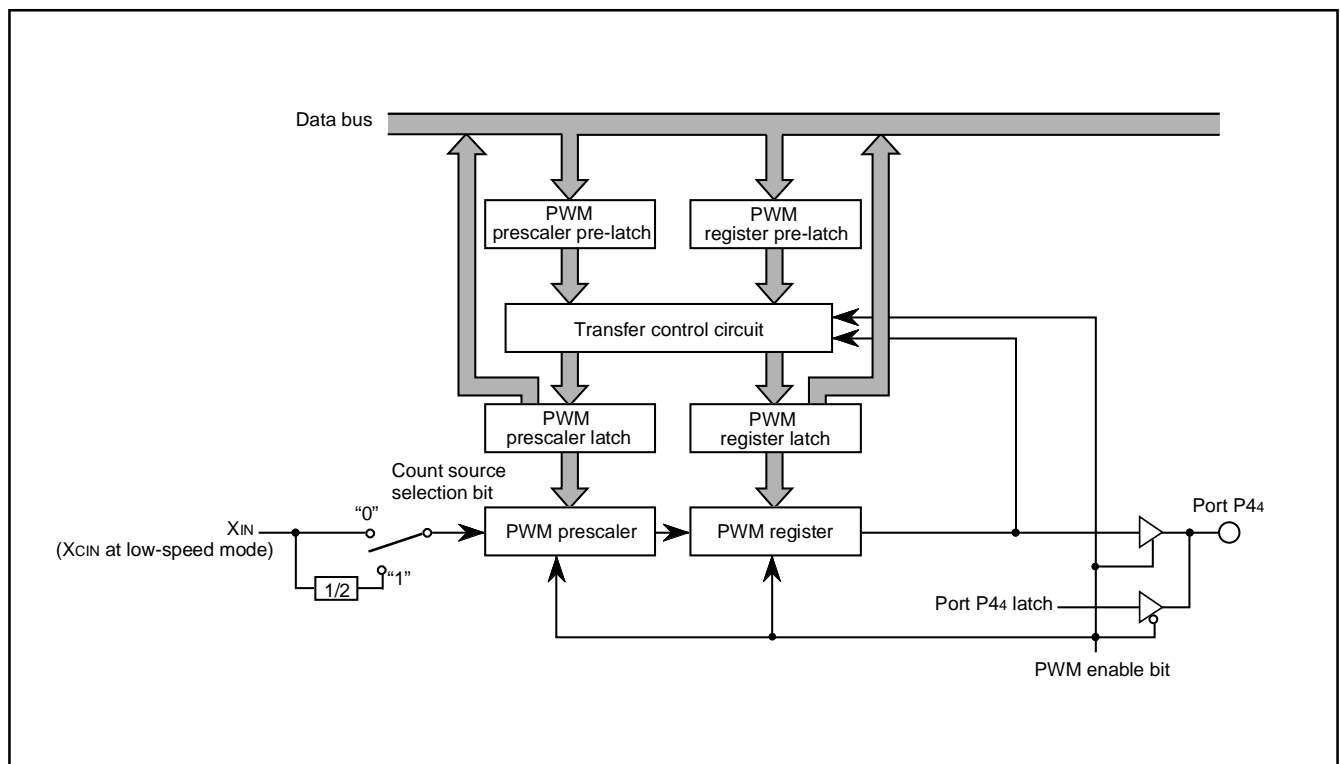 Data bus
PWM
prescaler pre-latch
PWM
register pre-latch
Transfer control circuit
PWM
prescaler latch
PWM
register latch
Count source
selection bit
“0”
XIN
(XCIN at low-speed mode)
“1”
1/2
PWM prescaler
PWM register
Port P44
Port P44 latch
PWM enable bit